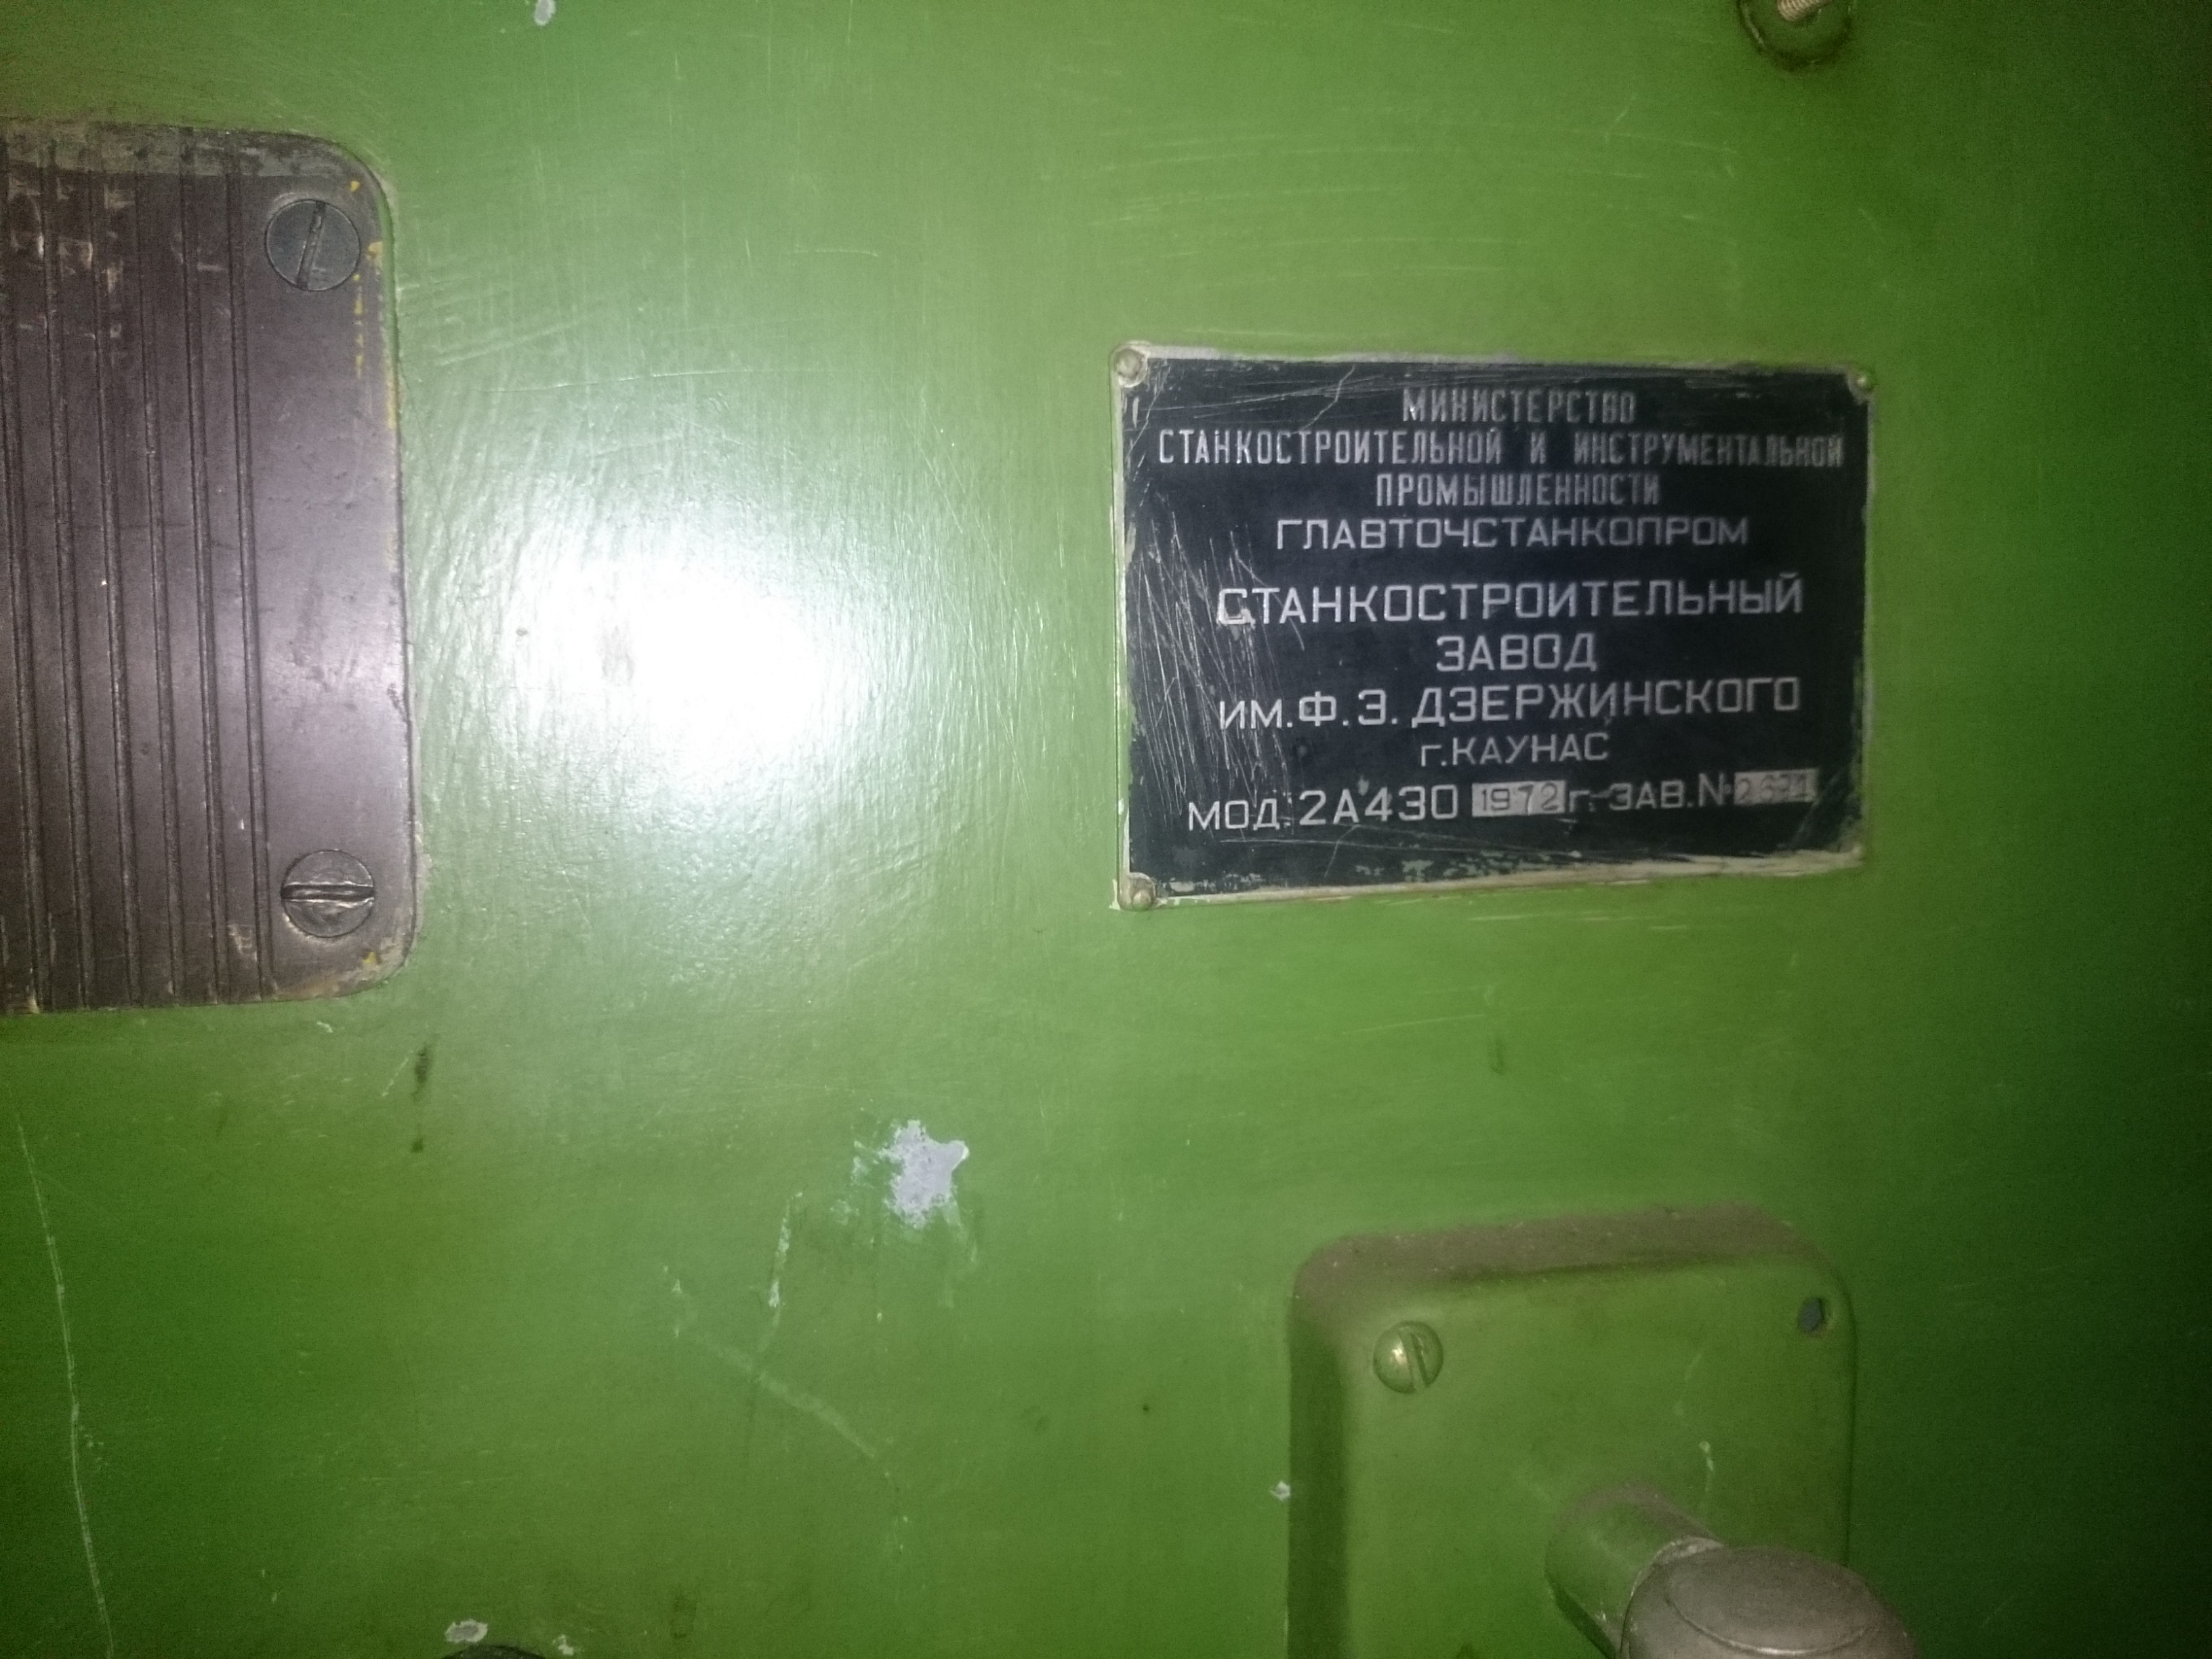 МИНИСТЕРСТВО
СТАНКОСТРОИТЕЛЬНОЙ И ИНСТРУМЕНТАЛЬНОЙ
ПРОМЫШЛЕННОСТИ
ГЛАВТОЧСТАНКОПРОМ
СТАНКОСТРОИТЕЛЬНЫЙ
ЗАВОД
ИМ. Ф. Э. ДЗЕРЖИНСКОГО
Г. КАУНАС
МОД. 2А430 1972 Г. ЗАВ. №